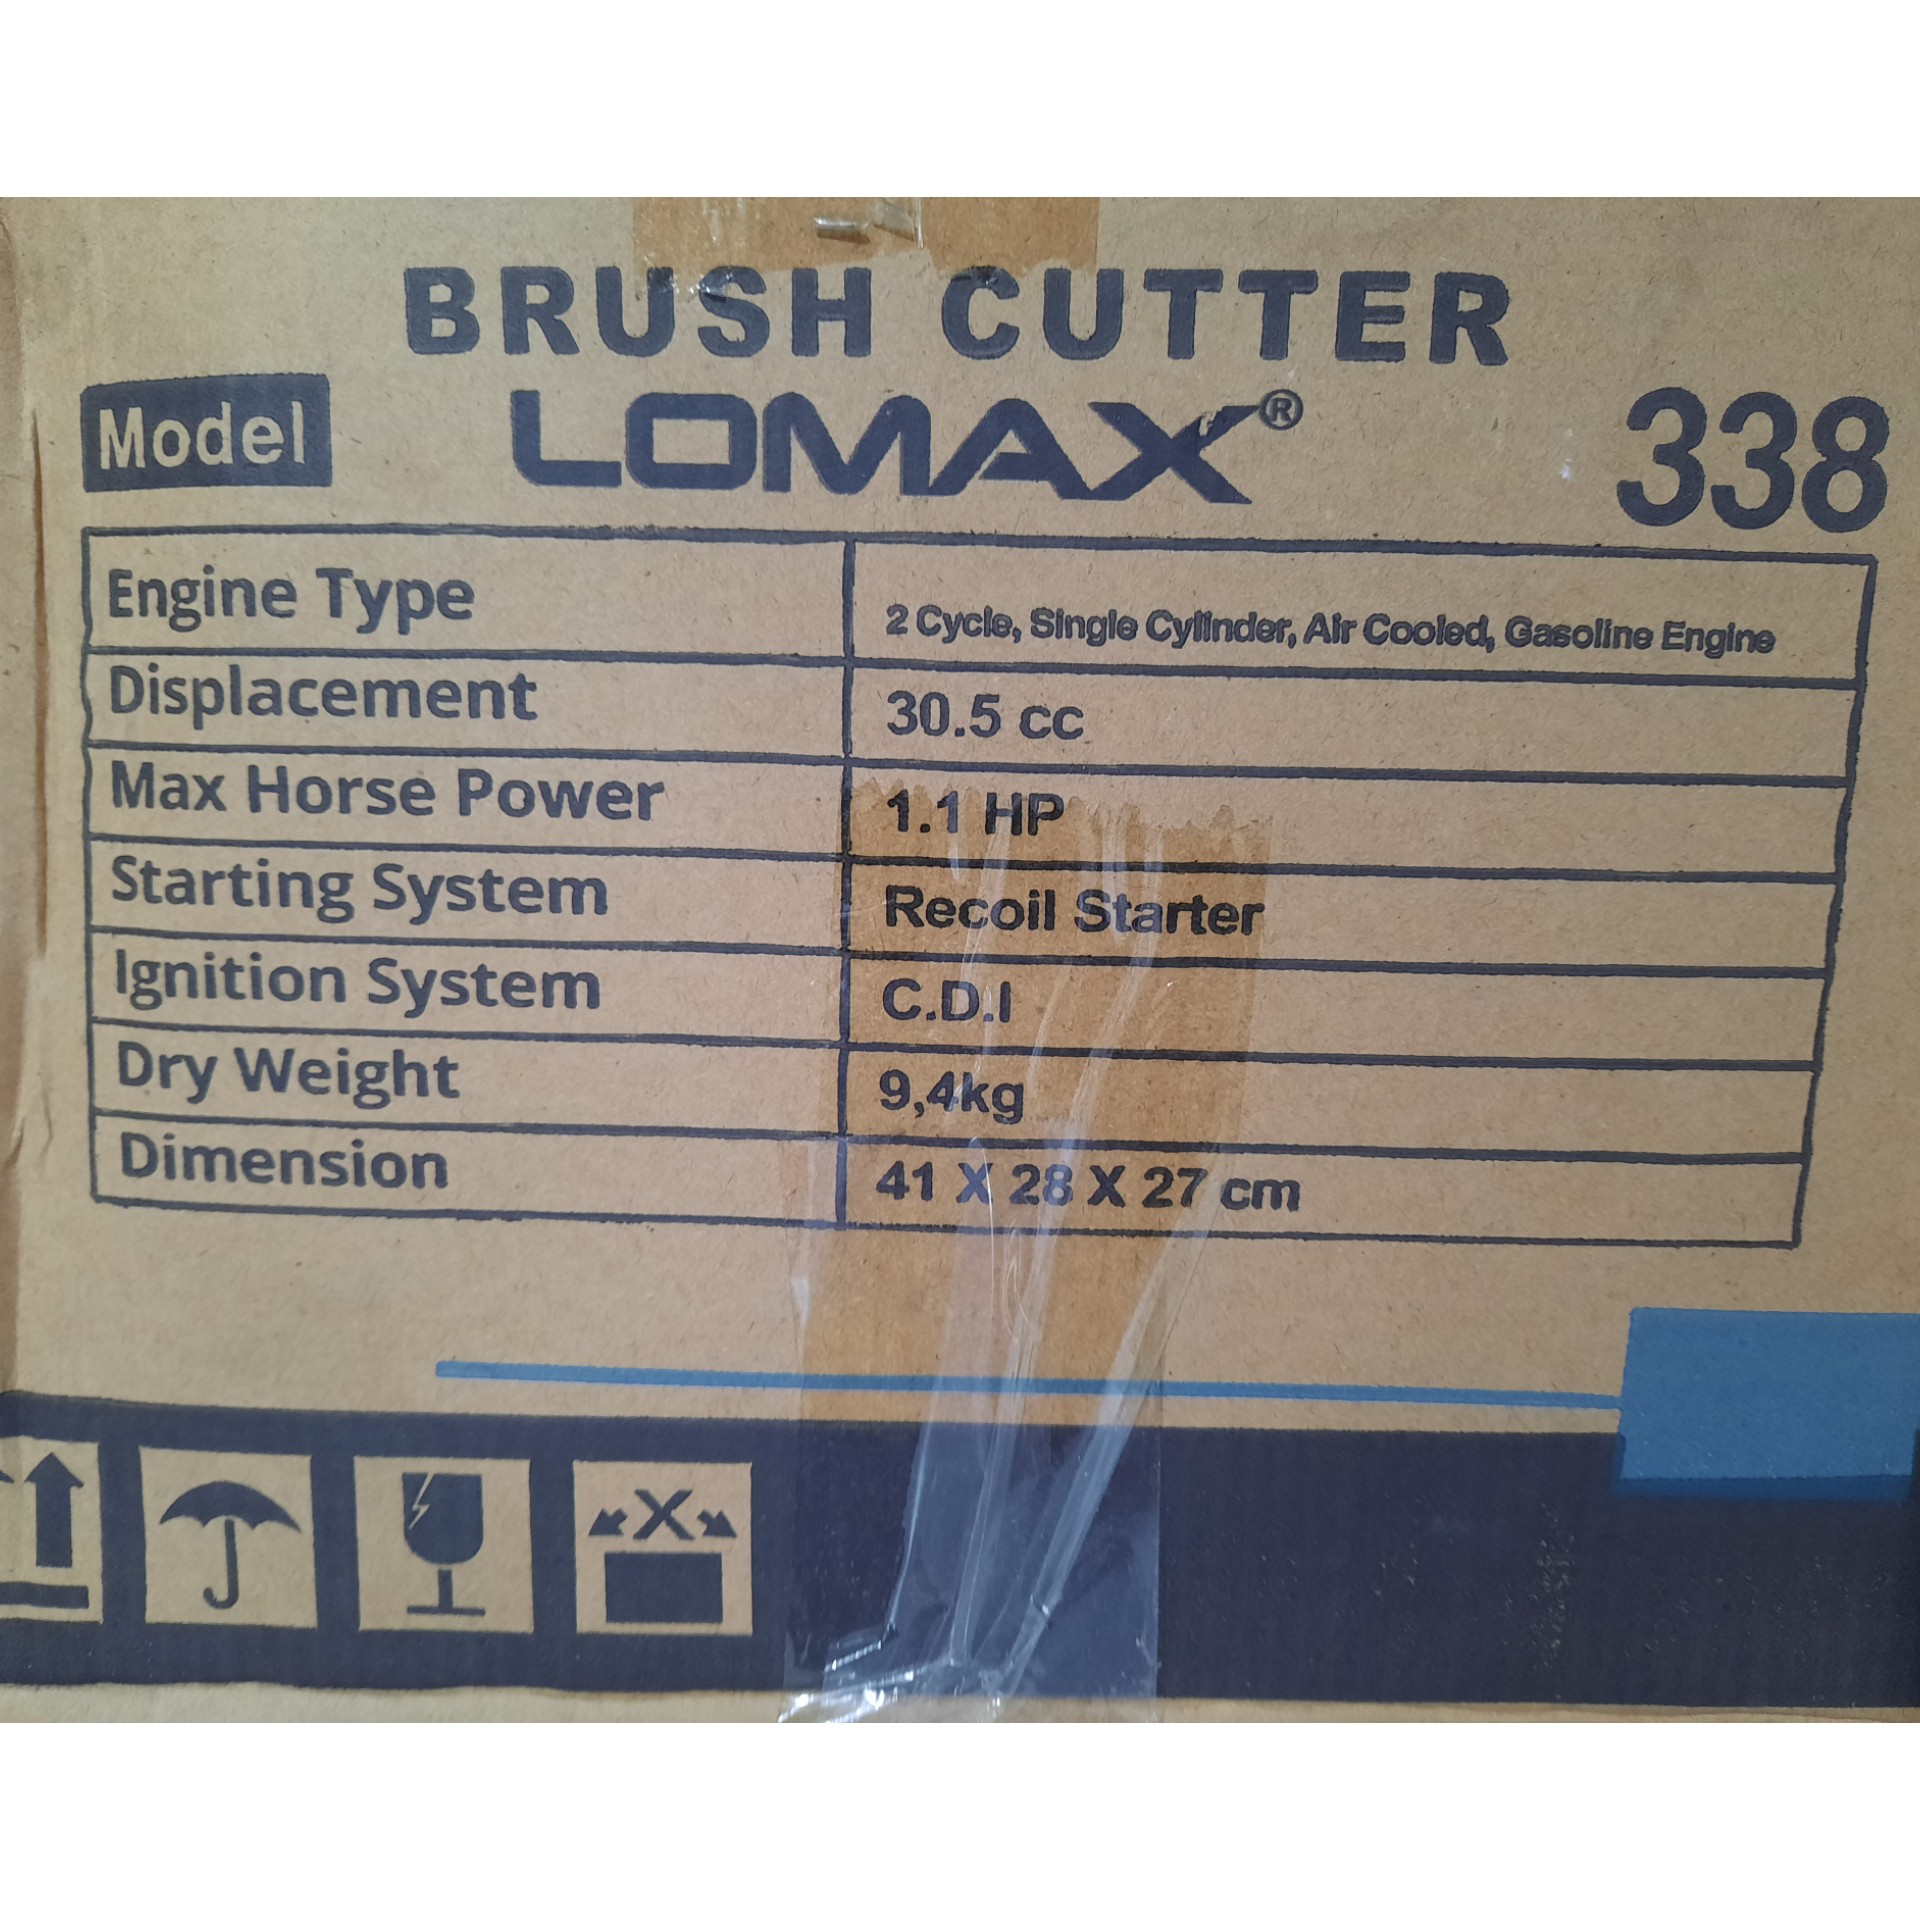 BRUSH CUTTER
Model LOMAX® 338
Engine Type 2 Cycle, Single Cylinder, Air Cooled, Gasoline Engine
Displacement 30.5 cc
Max Horse Power 1.1 HP
Starting System Recoil Starter
Ignition System C.D.I
Dry Weight 9,4kg
Dimension 41 X 28 X 27 cm
X